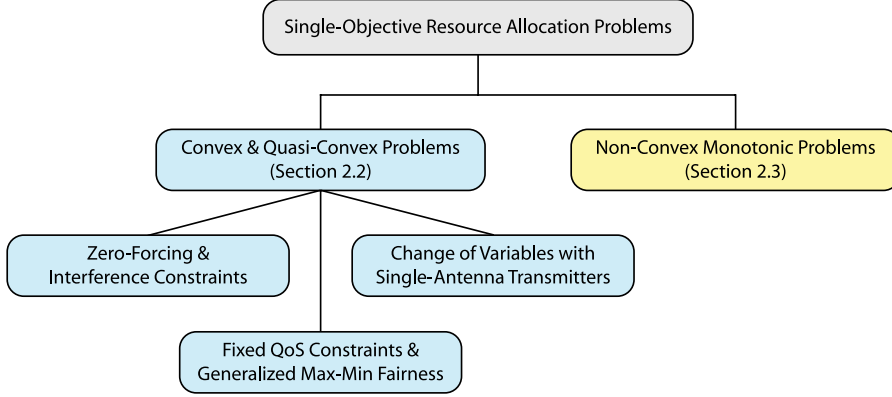 Single-Objective Resource Allocation Problems
Convex & Quasi-Convex Problems
(Section 2.2)
Non-Convex Monotonic Problems
(Section 2.3)
Zero-Forcing &
Interference Constraints
Change of Variables with
Single-Antenna Transmitters
Fixed QoS Constraints &
Generalized Max-Min Fairness